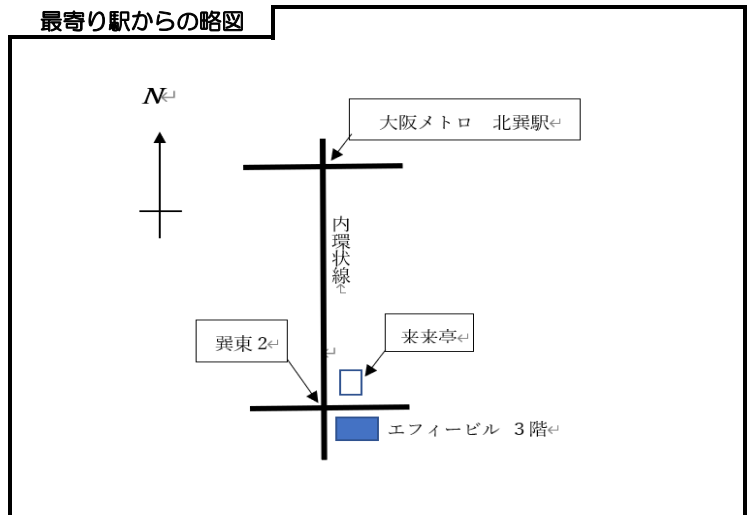 最寄り駅からの略図
N
大阪メトロ　北巽駅
内環状線
巽東2
来来亭
エフィービル　3階